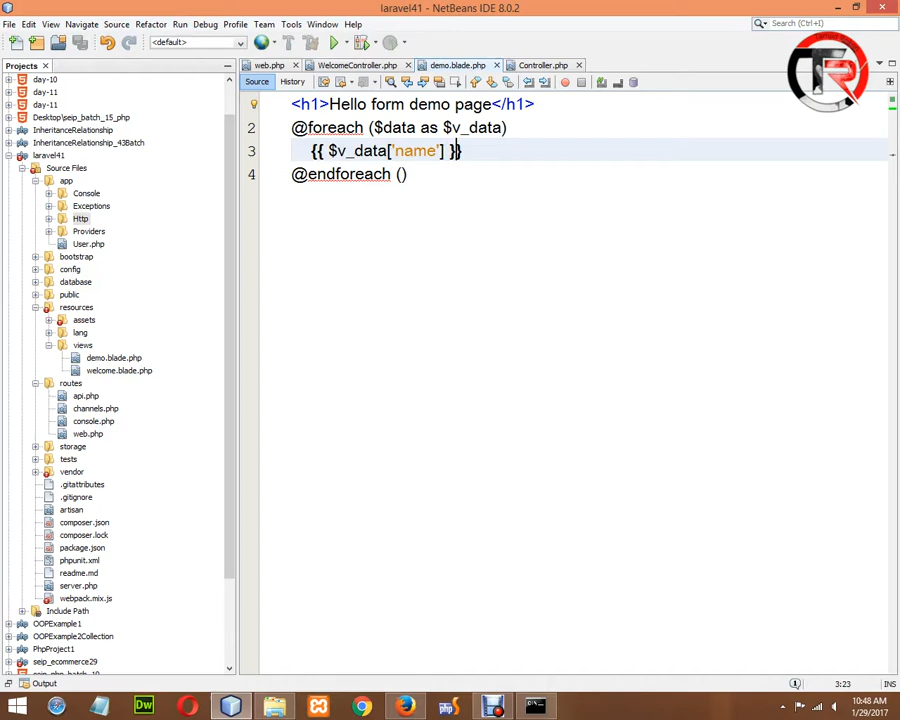 laravel41 - NetBeans IDE 8.0.2
File Edit View Navigate Source Refactor Run Debug Profile Team Tools Window Help
Search (Ctrl+I)
<default>
Projects
web.php WelcomeController.php demo.blade.php Controller.php
Source History
day-10
day-11
day-11
Desktop\seip_batch_15_php
InheritanceRelationship
InheritanceRelationship_43Batch
laravel41
Source Files
app
Console
Exceptions
Http
Providers
User.php
bootstrap
config
database
public
resources
assets
lang
views
demo.blade.php
welcome.blade.php
routes
api.php
channels.php
console.php
web.php
storage
tests
vendor
.gitattributes
.gitignore
artisan
composer.json
composer.lock
package.json
phpunit.xml
readme.md
server.php
webpack.mix.js
Include Path
OOPExample1
OOPExample2Collection
PhpProject1
seip_ecommerce29
<h1>Hello form demo page</h1>
2 @foreach ($data as $v_data)
3 {{ $v_data['name'] }}
4 @endforeach ()
TR
Output
3:23 INS
Dw php
10:48 AM
1/29/2017